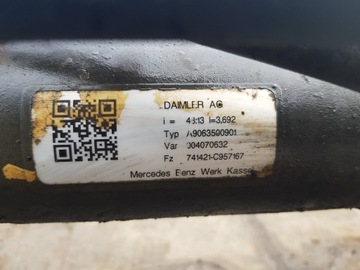 DAIMLER AG
i = 48:13 i=3,692
Typ A9063500901
Var 004070632
Fz 741421-C957167
Mercedes Benz Werk Kassel